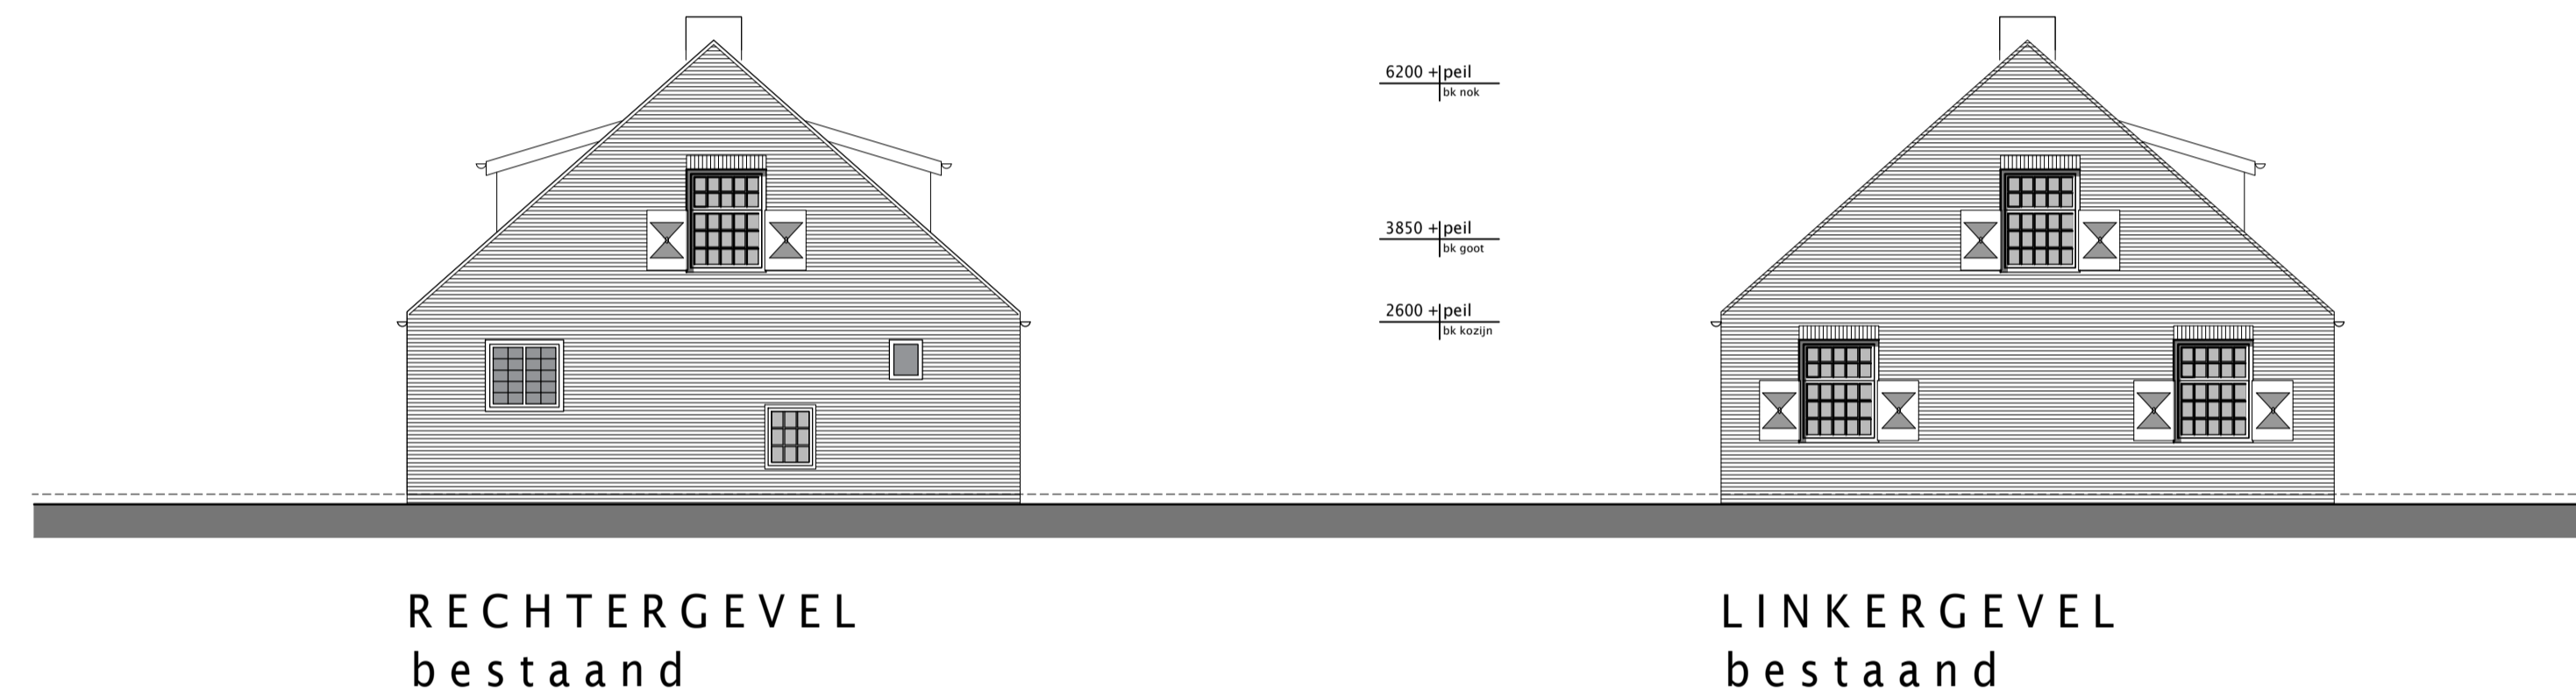 6200 + peil
bk nok
3850 + peil
bk goot
2600 + peil
bk kozijn
RECHTERGEVEL
bestaand
LINKERGEVEL
bestaand